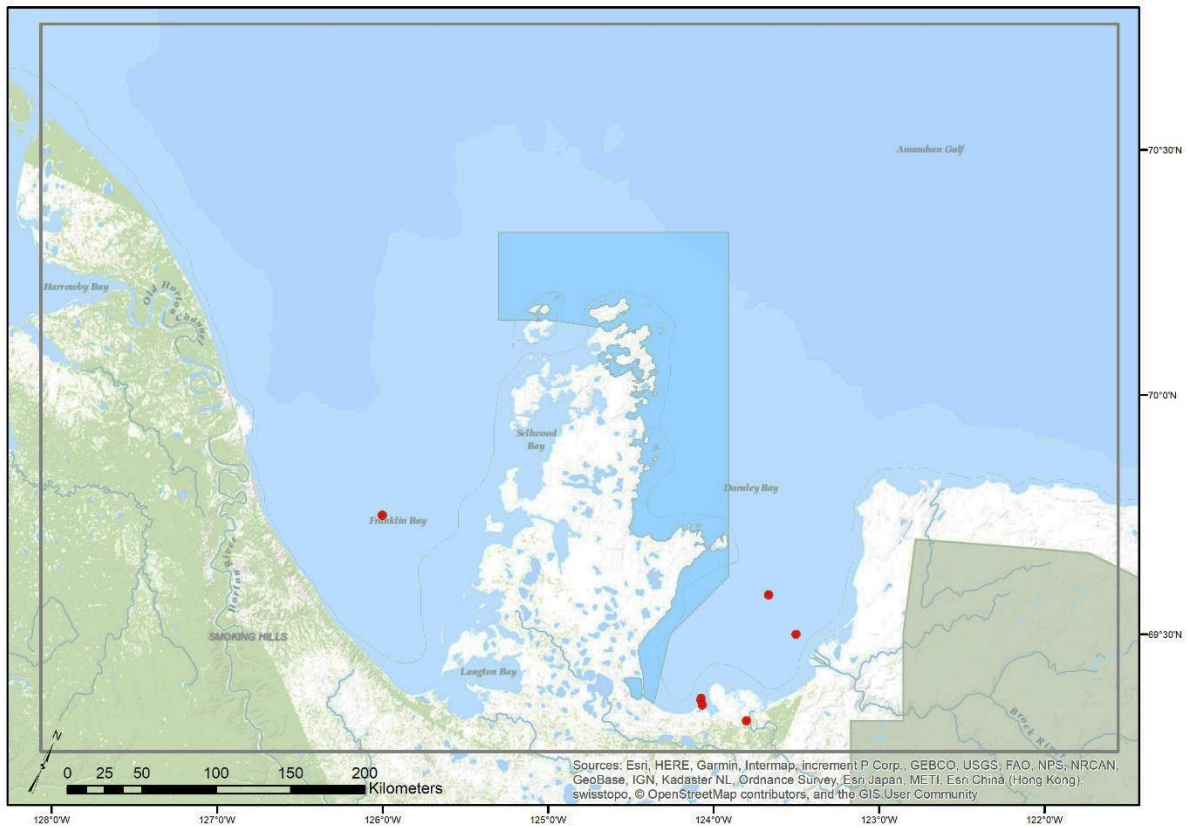 Amundsen Gulf
70°30'N
Harrowby Bay
Old Horton Channel
70°0'N
Sellwood
Bay
Darnley Bay
Franklin Bay
Horton River
SMOKING HILLS
69°30'N
Langton Bay
Brock River
N
0 25 50 100 150 200
Kilometers
Sources: Esri, HERE, Garmin, Intermap, increment P Corp., GEBCO, USGS, FAO, NPS, NRCAN,
GeoBase, IGN, Kadaster NL, Ordnance Survey, Esri Japan, METI, Esri China (Hong Kong),
swisstopo, © OpenStreetMap contributors, and the GIS User Community
128°0'W 127°0'W 126°0'W 125°0'W 124°0'W 123°0'W 122°0'W